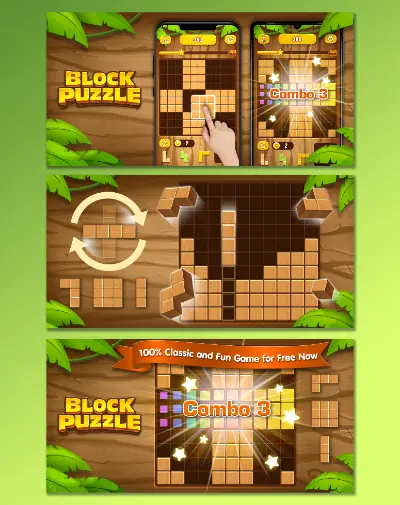 BLOCK
PUZZLE
Combo 3
100% Classic and Fun Game for Free Now
BLOCK
PUZZLE
Combo 3